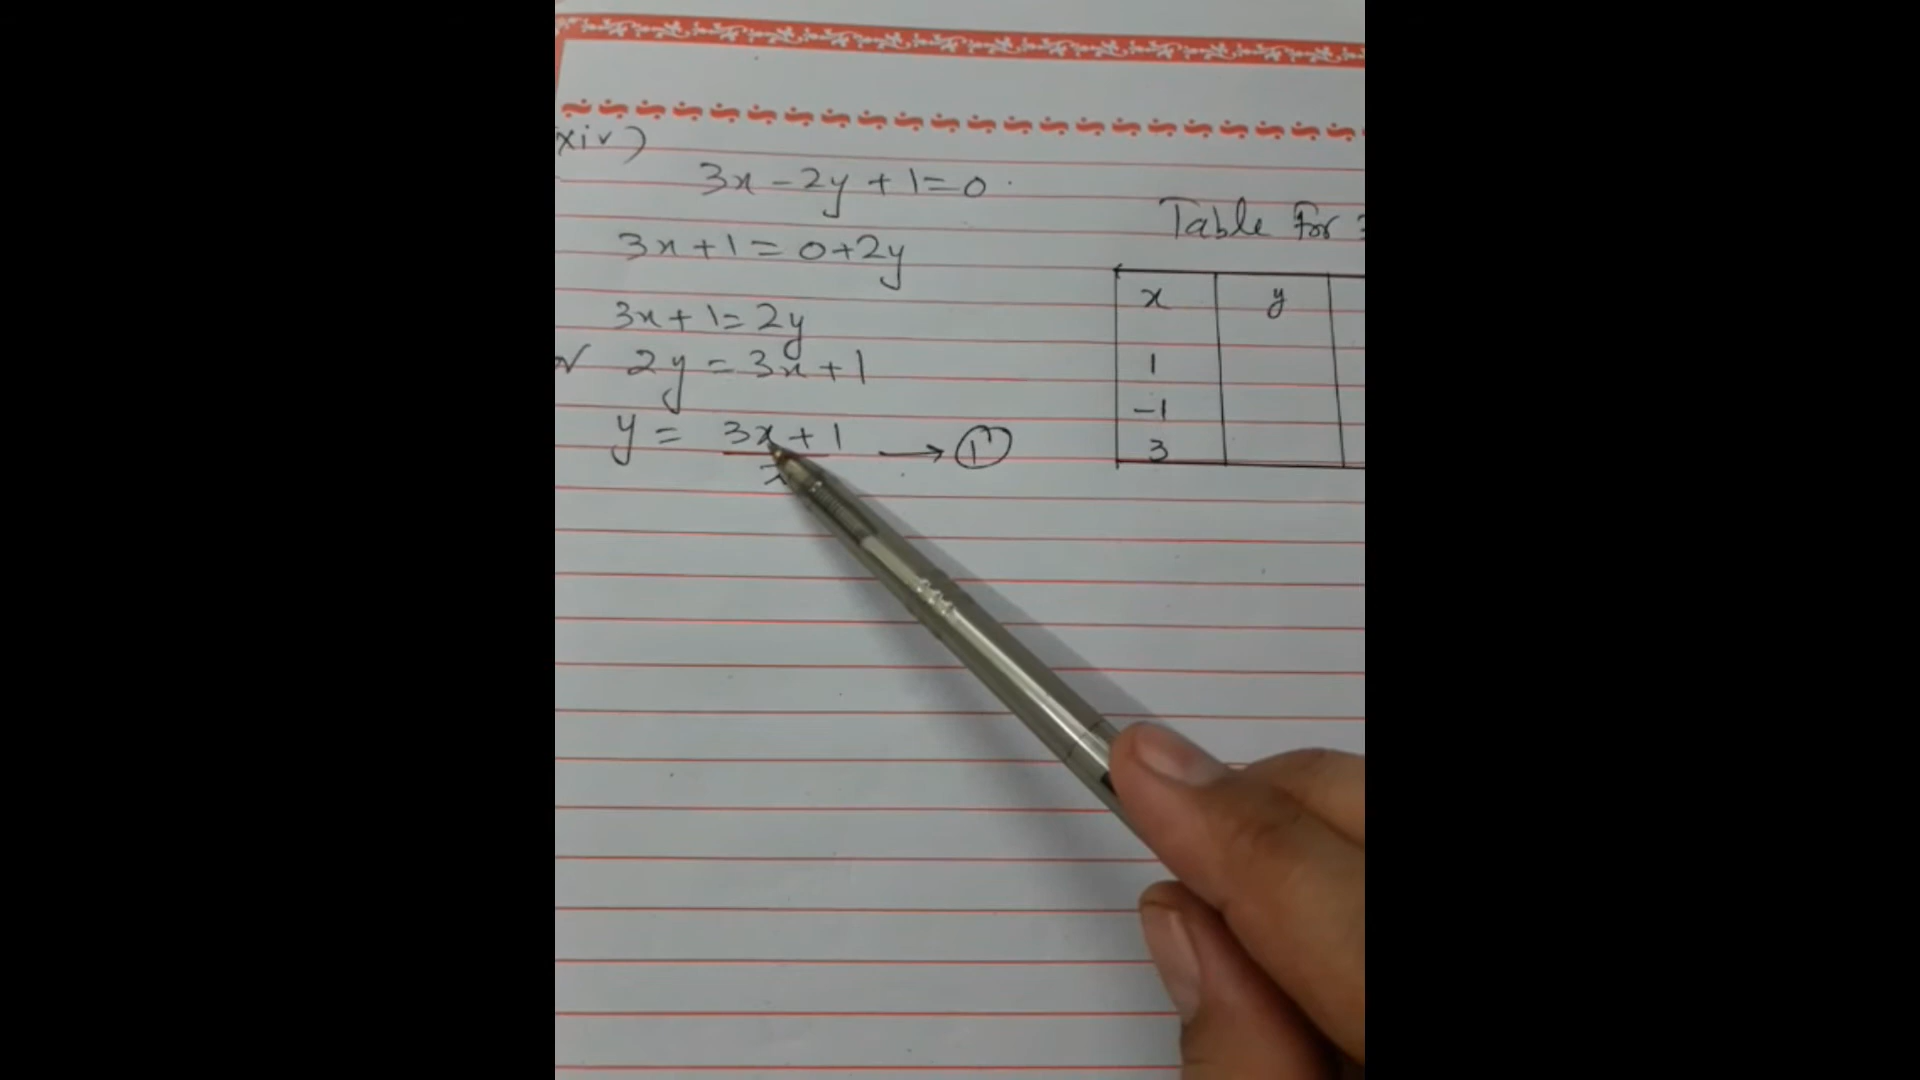 xiv)
3x - 2y + 1 = 0
3x + 1 = 0 + 2y
3x + 1 = 2y
2y = 3x + 1
y = 3x + 1 → 1
2
Table For
x y
1
-1
3